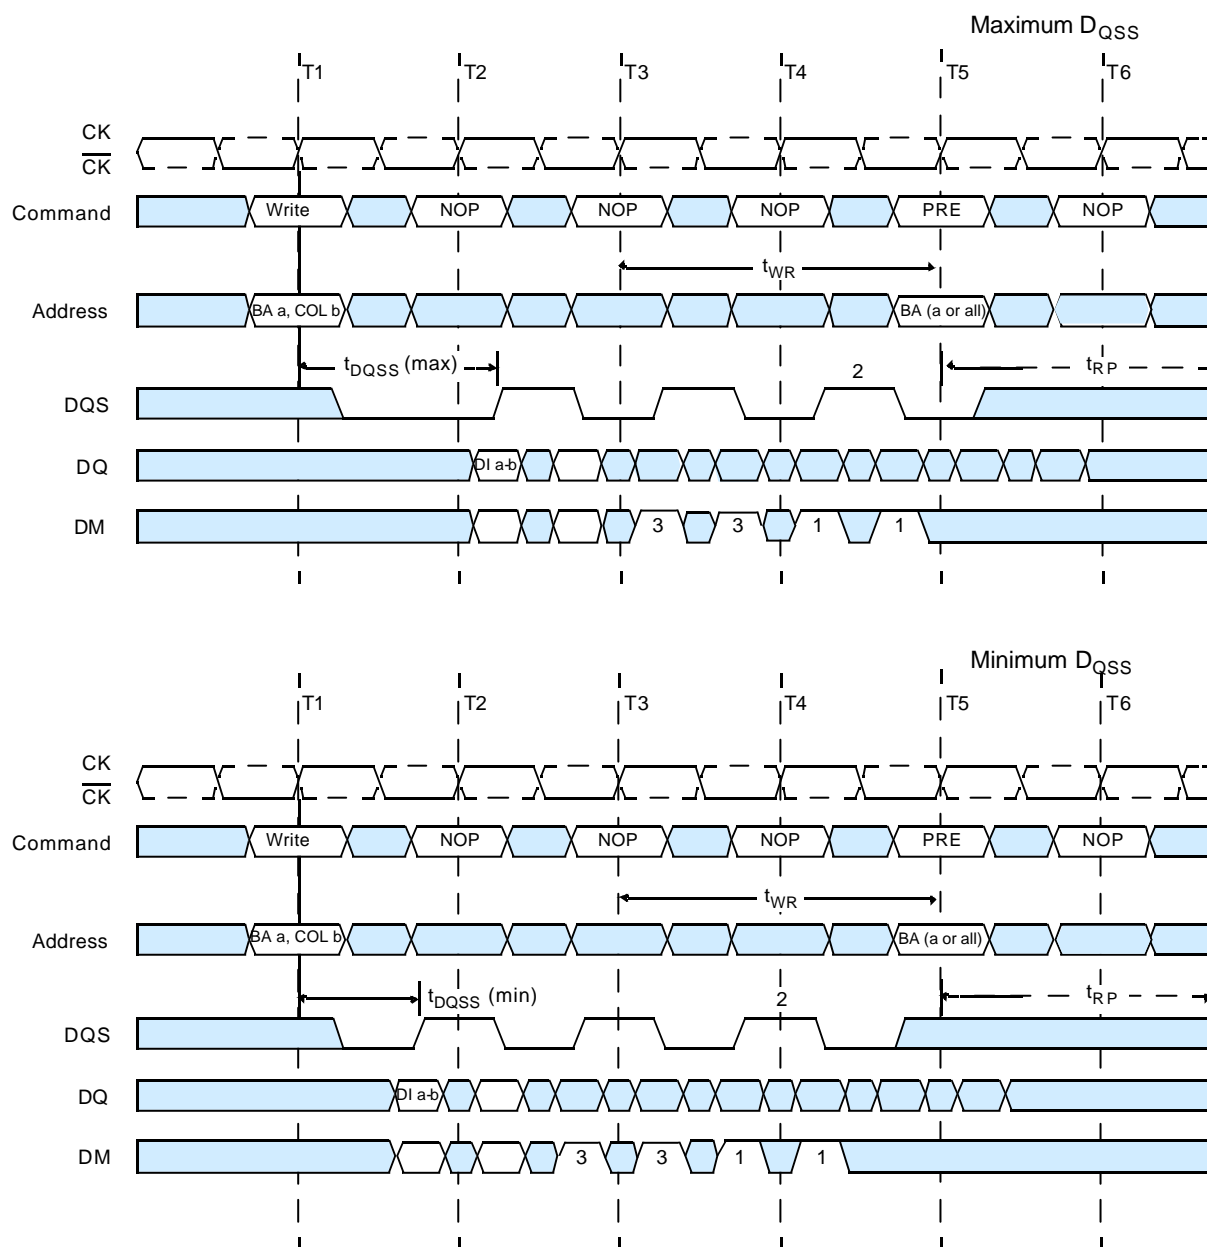 Maximum DQSS
T1 T2 T3 T4 T5 T6
CK
CK
Command Write NOP NOP NOP PRE NOP
tWR
Address BA a, COL b BA (a or all)
tDQSS (max) 2 tRP
DQS
DQ DI a-b
DM 3 3 1 1
Minimum DQSS
T1 T2 T3 T4 T5 T6
CK
CK
Command Write NOP NOP NOP PRE NOP
tWR
Address BA a, COL b BA (a or all)
tDQSS (min) 2 tRP
DQS
DQ DI a-b
DM 3 3 1 1